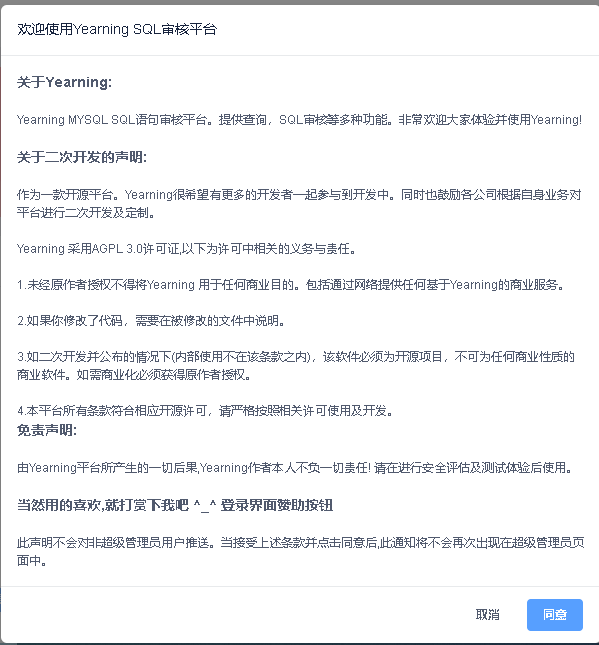 欢迎使用Yearning SQL审核平台
关于Yearning:
Yearning MYSQL SQL语句审核平台。提供查询，SQL审核等多种功能。非常欢迎大家体验并使用Yearning!
关于二次开发的声明:
作为一款开源平台。Yearning很希望有更多的开发者一起参与到开发中。同时也鼓励各公司根据自身业务对
平台进行二次开发及定制。
Yearning 采用AGPL 3.0许可证,以下为许可中相关的义务与责任。
1.未经原作者授权不得将Yearning 用于任何商业目的。包括通过网络提供任何基于Yearning的商业服务。
2.如果你修改了代码，需要在被修改的文件中说明。
3.如二次开发并公布的情况下(内部使用不在该条款之内)，该软件必须为开源项目，不可为任何商业性质的
商业软件。如需商业化必须获得原作者授权。
4.本平台所有条款符合相应开源许可，请严格按照相关许可使用及开发。
免责声明:
由Yearning平台所产生的一切后果,Yearning作者本人不负一切责任! 请在进行安全评估及测试体验后使用。
当然用的喜欢,就打赏下我吧 ^_^ 登录界面赞助按钮
此声明不会对非超级管理员用户推送。当接受上述条款并点击同意后,此通知将不会再次出现在超级管理员页
面中。
取消
同意